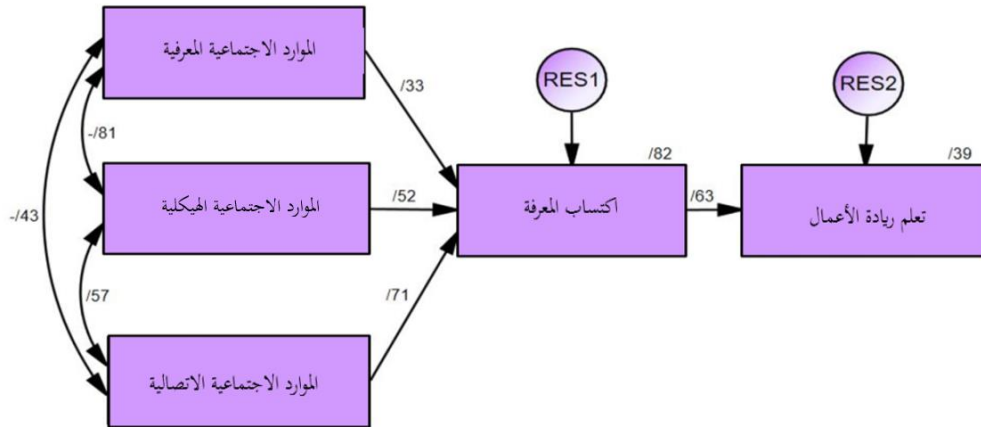 الموارد الاجتماعية المعرفية
/33
RES1
RES2
-/81
/82
/39
الموارد الاجتماعية الهيكلية
/52
اكتساب المعرفة
/63
تعلم ريادة الأعمال
-/43
/57
/71
الموارد الاجتماعية الاتصالية